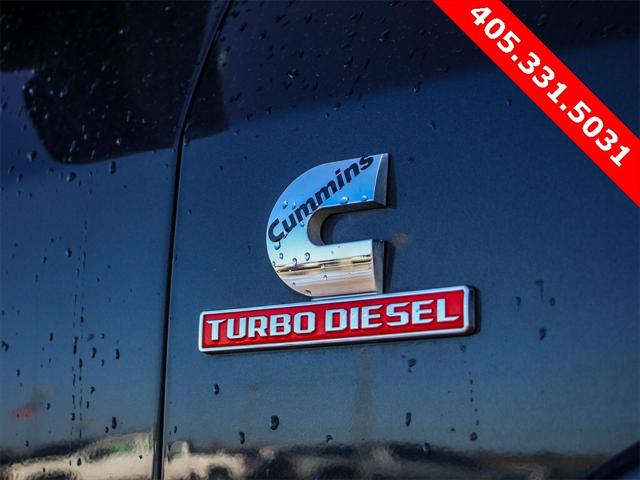 405.331.5031
Cummins
TURBO DIESEL